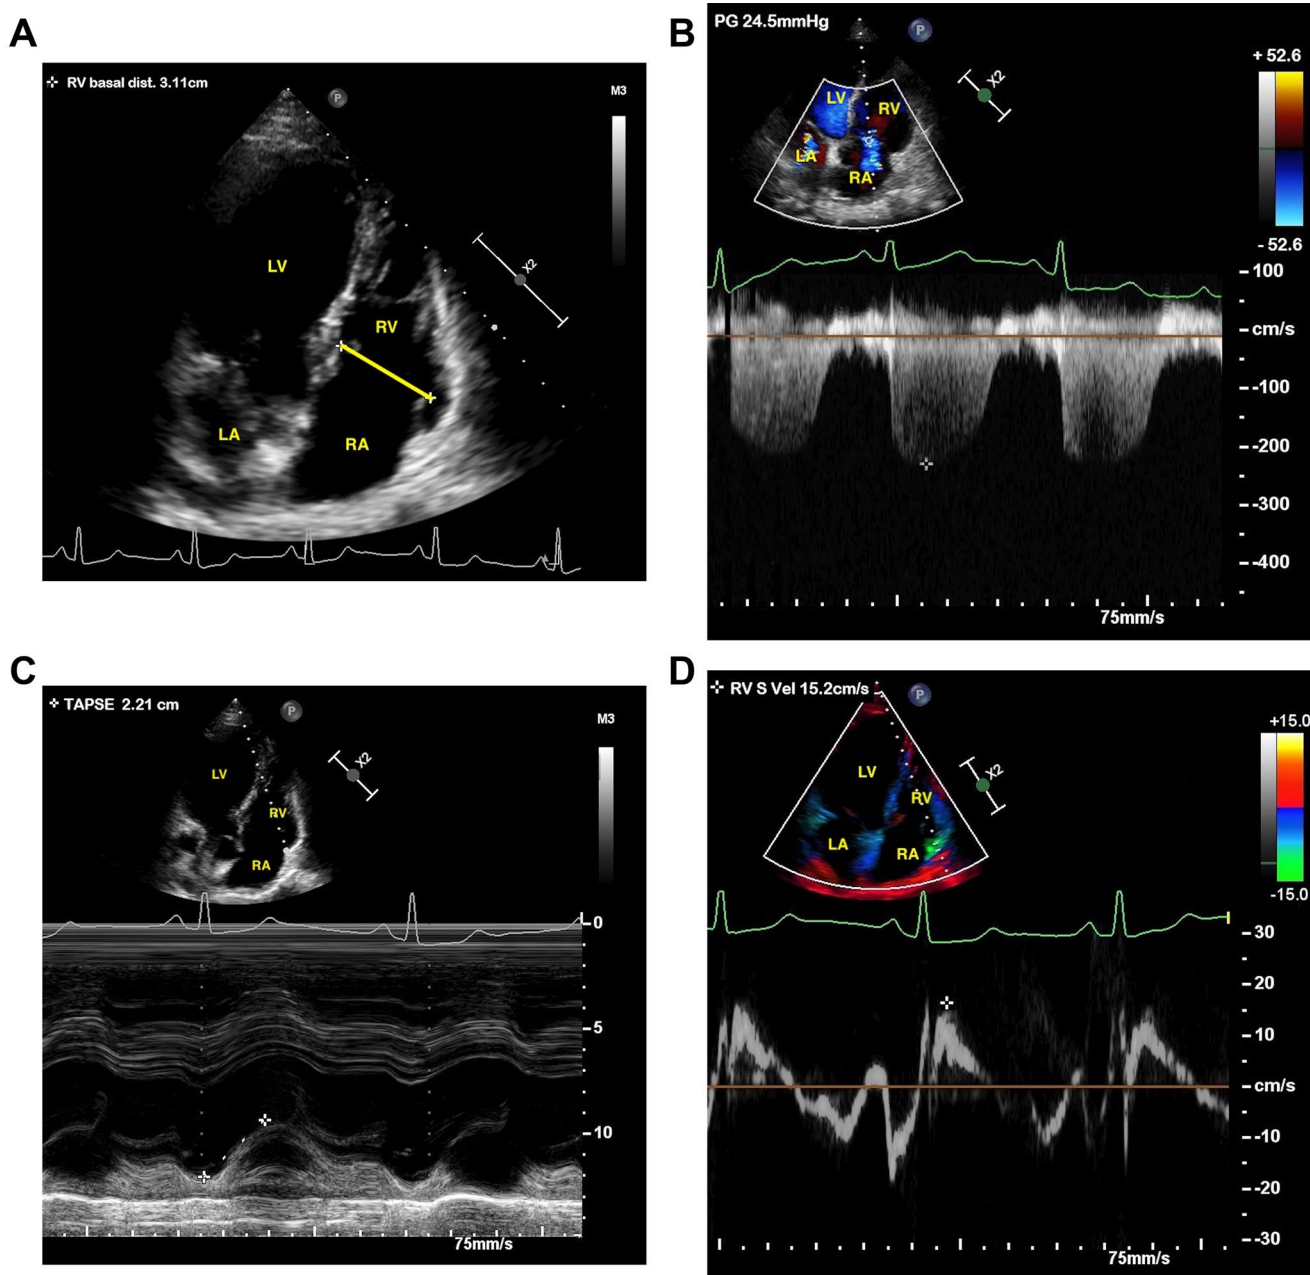 A
RV basal dist. 3.11cm
P
M3
X2
LV
RV
LA
RA
B
PG 24.5mmHg
P
X2
+ 52.6
LV
RV
LA
RA
- 52.6
100
cm/s
-100
-200
-300
-400
75mm/s
C
TAPSE 2.21 cm
P
M3
X2
LV
RV
RA
0
5
10
75mm/s
D
RV S Vel 15.2cm/s
P
X2
+15.0
LV
RV
LA
RA
-15.0
30
20
10
cm/s
-10
-20
-30
75mm/s